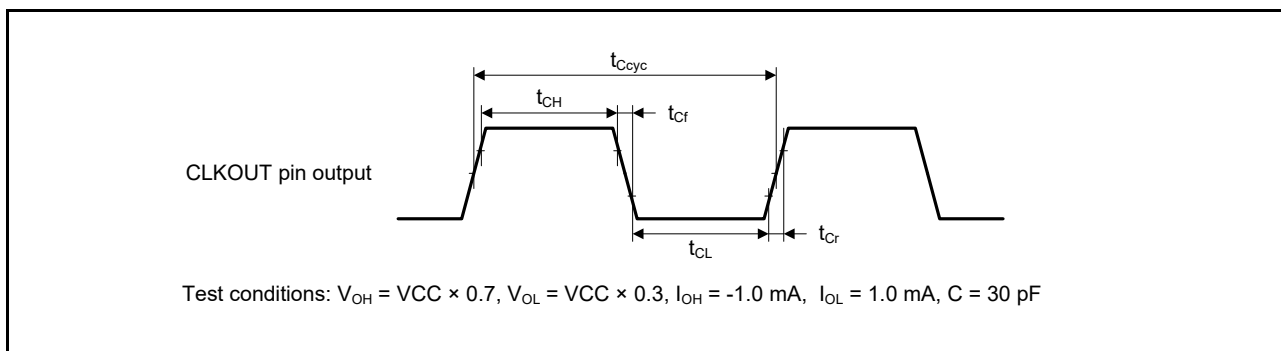 tCcyc
tCH
tCf
CLKOUT pin output
tCL
tCr
Test conditions: VOH = VCC × 0.7, VOL = VCC × 0.3, IOH = -1.0 mA, IOL = 1.0 mA, C = 30 pF